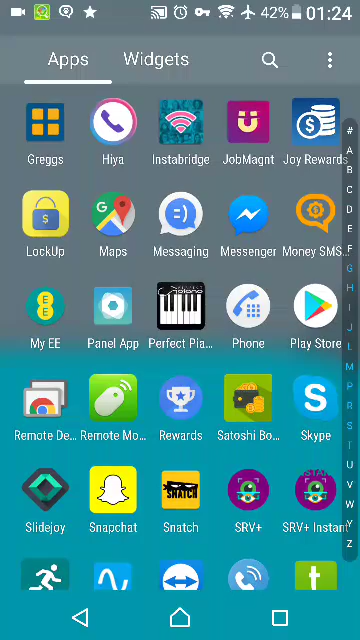 42% 01:24
Apps Widgets
Greggs Hiya Instabridge JobMagnt Joy Rewards
LockUp Maps Messaging Messenger Money SMS...
My EE Panel App Perfect Pia... Phone Play Store
Remote De... Remote Mo... Rewards Satoshi Bo... Skype
Slidejoy Snapchat Snatch SRV+ SRV+ Instant
#
A
B
C
D
E
F
G
H
I
J
L
M
P
R
S
T
U
V
W
Y
Z